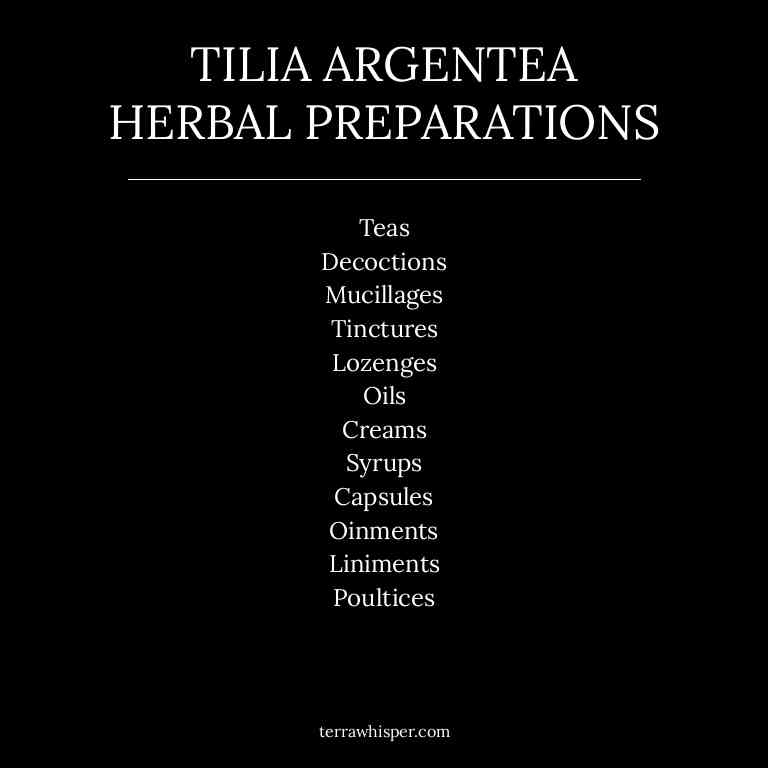 TILIA ARGENTEA
HERBAL PREPARATIONS
Teas
Decoctions
Mucillages
Tinctures
Lozenges
Oils
Creams
Syrups
Capsules
Oinments
Liniments
Poultices
terrawhisper.com